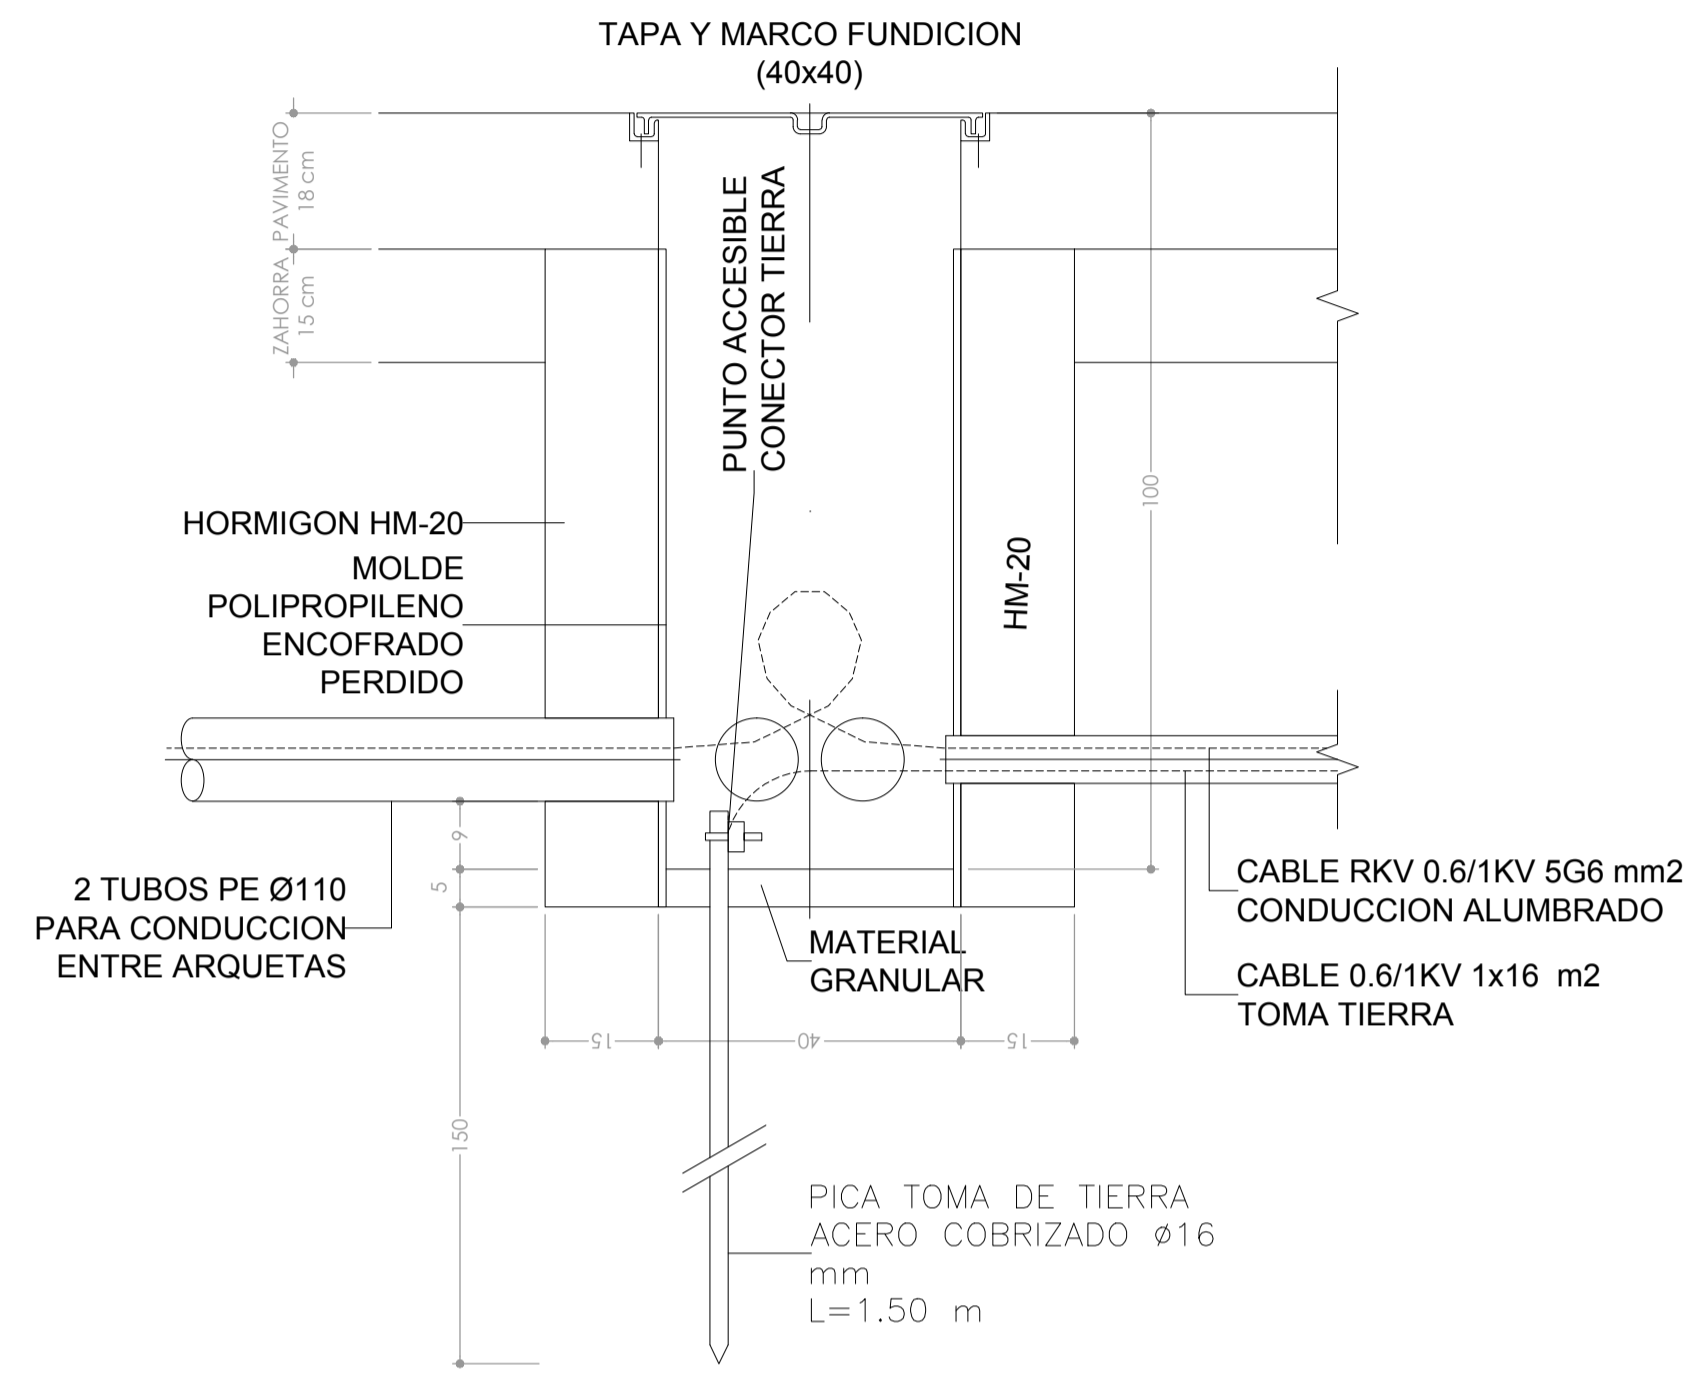 TAPA Y MARCO FUNDICION
(40x40)
PAVIMENTO
18 cm
ZAHORRA
15 cm
PUNTO ACCESIBLE
CONECTOR TIERRA
100
HORMIGON HM-20
MOLDE
POLIPROPILENO
ENCOFRADO
PERDIDO
HM-20
9
5
2 TUBOS PE Ø110
PARA CONDUCCION
ENTRE ARQUETAS
CABLE RKV 0.6/1KV 5G6 mm2
CONDUCCION ALUMBRADO
CABLE 0.6/1KV 1x16 m2
TOMA TIERRA
MATERIAL
GRANULAR
15
40
15
150
PICA TOMA DE TIERRA
ACERO COBRIZADO ø16
mm
L=1.50 m